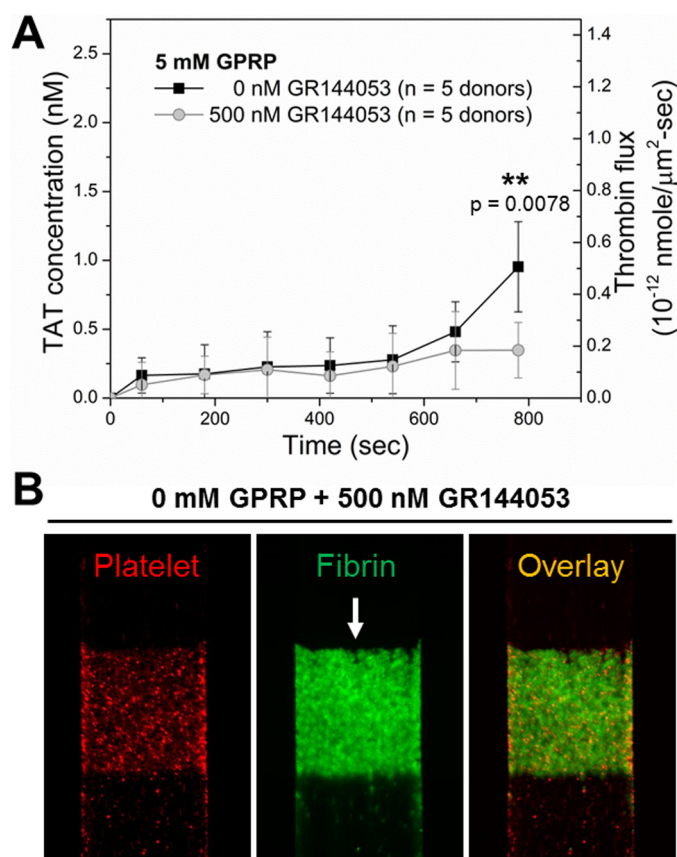 A
5 mM GPRP
0 nM GR144053 (n = 5 donors)
500 nM GR144053 (n = 5 donors)
**
p = 0.0078
TAT concentration (nM)
2.5
2.0
1.5
1.0
0.5
0.0
1.4
1.2
1.0
0.8
0.6
0.4
0.2
0.0
Thrombin flux
(10⁻¹² nmole/μm²-sec)
0 200 400 600 800
Time (sec)
B
0 mM GPRP + 500 nM GR144053
Platelet
Fibrin
Overlay